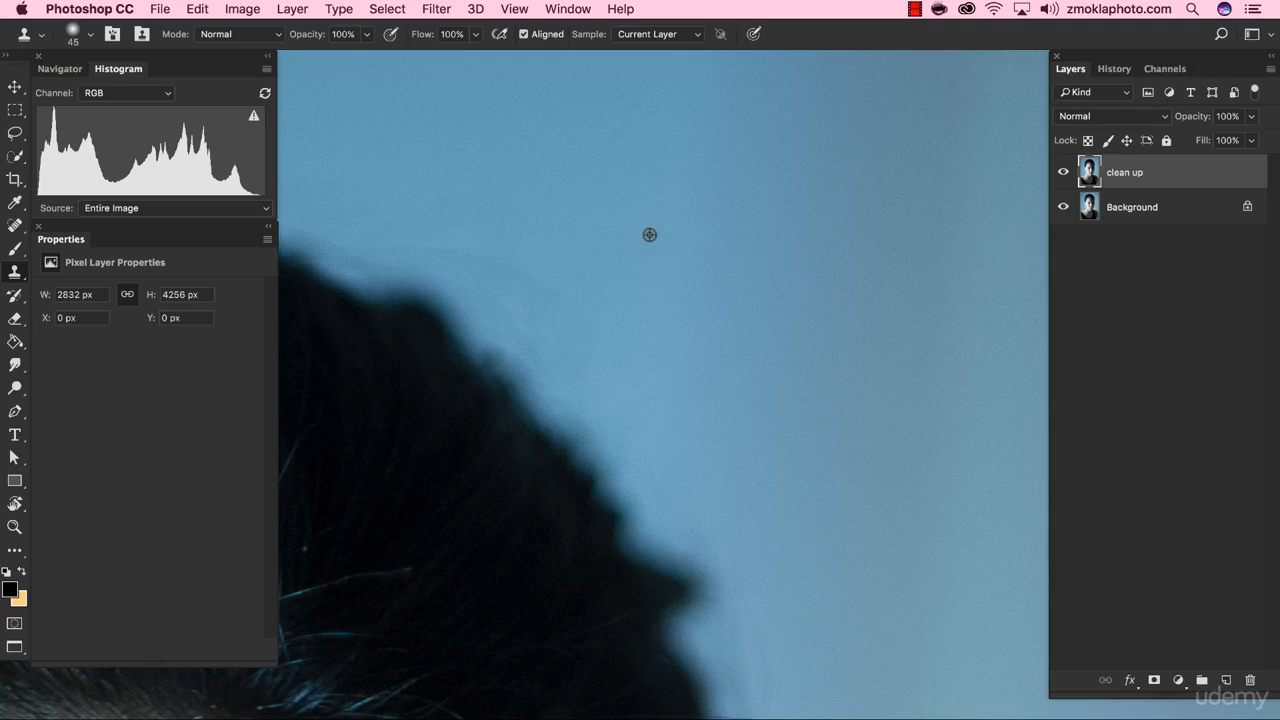 Photoshop CC File Edit Image Layer Type Select Filter 3D View Window Help zmoklaphoto.com
45 Mode: Normal Opacity: 100% Flow: 100% Aligned Sample: Current Layer
Navigator Histogram
Channel: RGB
Source: Entire Image
Properties
Pixel Layer Properties
W: 2832 px H: 4256 px
X: 0 px Y: 0 px
Layers History Channels
Kind
Normal Opacity: 100%
Lock: Fill: 100%
clean up
Background
fx
udemy